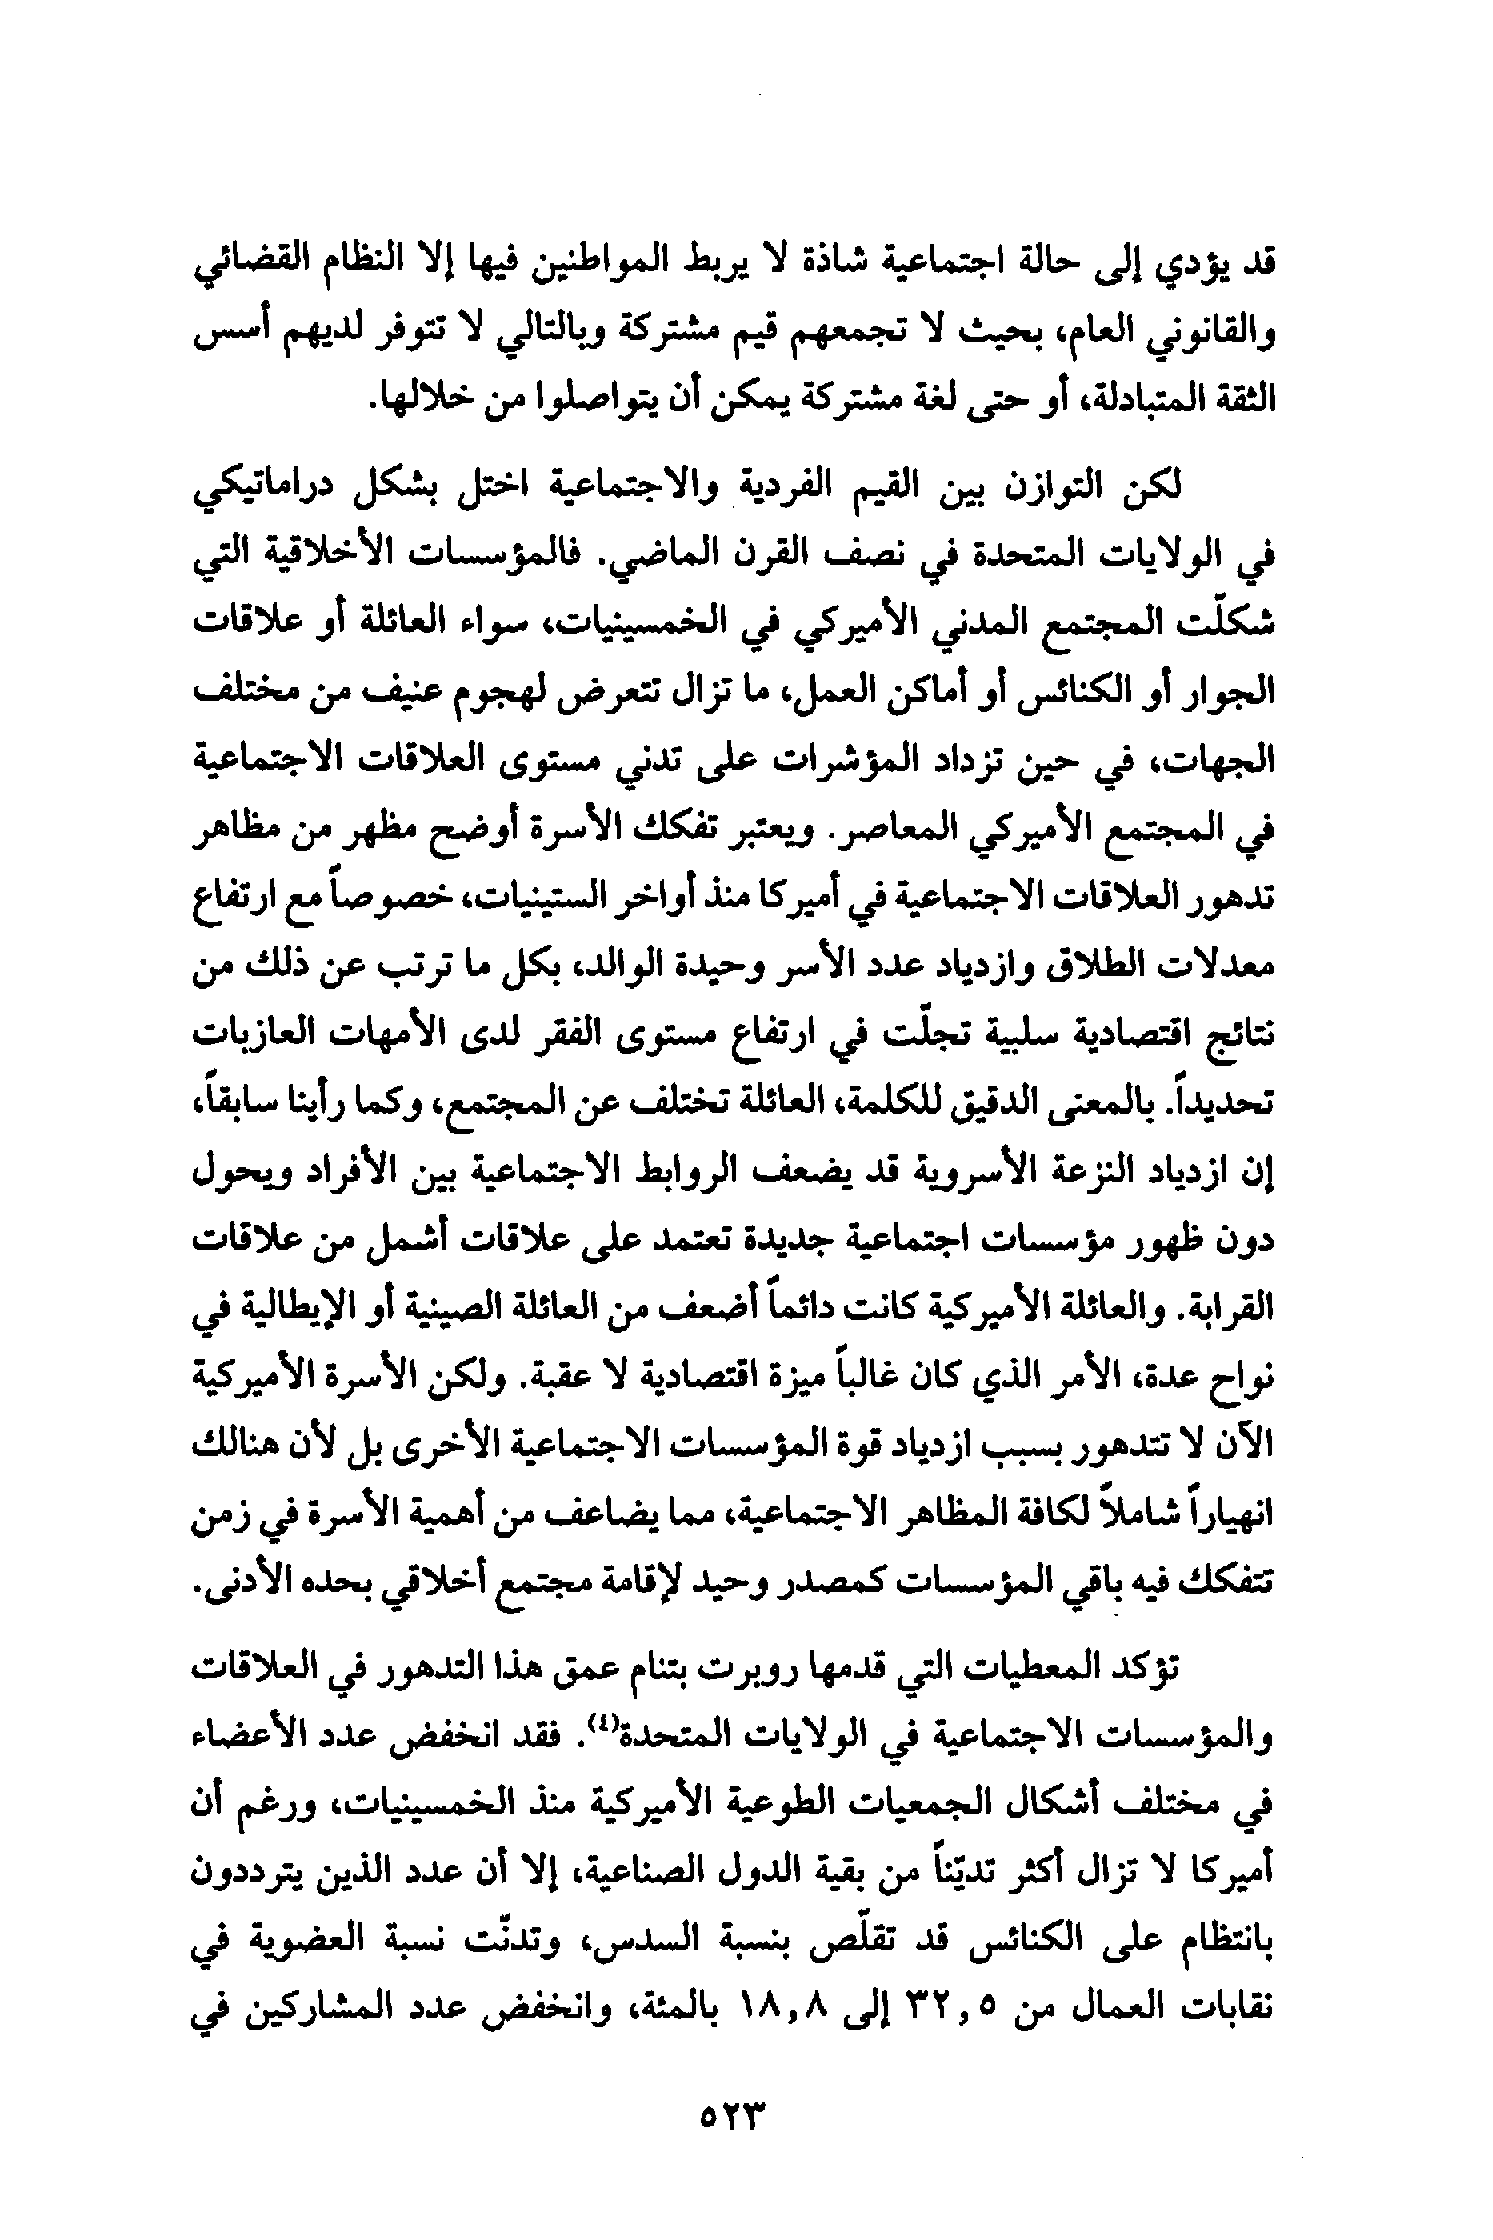 قد يؤدي إلى حالة اجتماعية شاذة لا يربط المواطنين فيها إلا النظام القضائي
والقانوني العام، بحيث لا تجمعهم قيم مشتركة وبالتالي لا تتوفر لديهم أسس
الثقة المتبادلة، أو حتى لغة مشتركة يمكن أن يتواصلوا من خلالها.
لكن التوازن بين القيم الفردية والاجتماعية اختل بشكل دراماتيكي
في الولايات المتحدة في نصف القرن الماضي. فالمؤسسات الأخلاقية التي
شكلّت المجتمع المدني الأميركي في الخمسينيات، سواء العائلة أو علاقات
الجوار أو الكنائس أو أماكن العمل، ما تزال تتعرض لهجوم عنيف من مختلف
الجهات، في حين تزداد المؤشرات على تدني مستوى العلاقات الاجتماعية
في المجتمع الأميركي المعاصر. ويعتبر تفكك الأسرة أوضح مظهر من مظاهر
تدهور العلاقات الاجتماعية في أميركا منذ أواخر الستينيات، خصوصاً مع ارتفاع
معدلات الطلاق وازدياد عدد الأسر وحيدة الوالد، بكل ما ترتب عن ذلك من
نتائج اقتصادية سلبية تجلّت في ارتفاع مستوى الفقر لدى الأمهات العازبات
تحديداً. بالمعنى الدقيق للكلمة، العائلة تختلف عن المجتمع، وكما رأينا سابقاً،
إن ازدياد النزعة الأسروية قد يضعف الروابط الاجتماعية بين الأفراد ويحول
دون ظهور مؤسسات اجتماعية جديدة تعتمد على علاقات أشمل من علاقات
القرابة. والعائلة الأميركية كانت دائماً أضعف من العائلة الصينية أو الإيطالية في
نواح عدة، الأمر الذي كان غالباً ميزة اقتصادية لا عقبة. ولكن الأسرة الأميركية
الآن لا تتدهور بسبب ازدياد قوة المؤسسات الاجتماعية الأخرى بل لأن هنالك
انهياراً شاملاً لكافة المظاهر الاجتماعية، مما يضاعف من أهمية الأسرة في زمن
تتفكك فيه باقي المؤسسات كمصدر وحيد لإقامة مجتمع أخلاقي بحده الأدنى.
تؤكد المعطيات التي قدمها روبرت بتنام عمق هذا التدهور في العلاقات
والمؤسسات الاجتماعية في الولايات المتحدة(٤). فقد انخفض عدد الأعضاء
في مختلف أشكال الجمعيات الطوعية الأميركية منذ الخمسينيات، ورغم أن
أميركا لا تزال أكثر تديّناً من بقية الدول الصناعية، إلا أن عدد الذين يترددون
بانتظام على الكنائس قد تقلّص بنسبة السدس، وتدنّت نسبة العضوية في
نقابات العمال من ٣٢,٥ إلى ١٨,٨ بالمئة، وانخفض عدد المشاركين في
٥٢٣